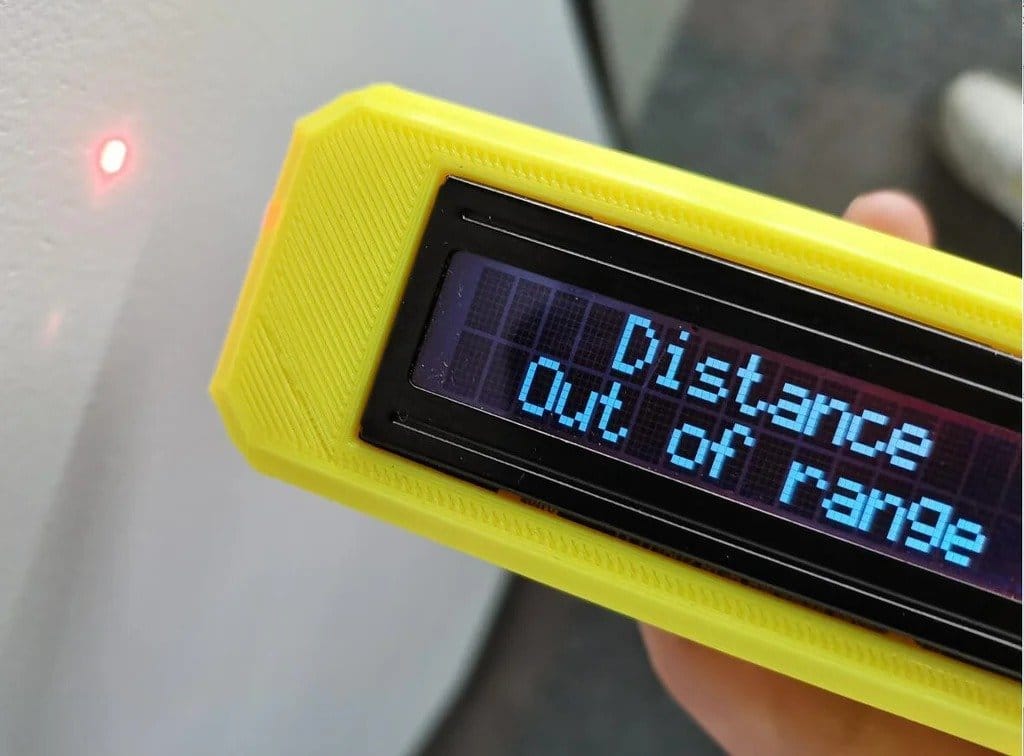 Distance
Out of range